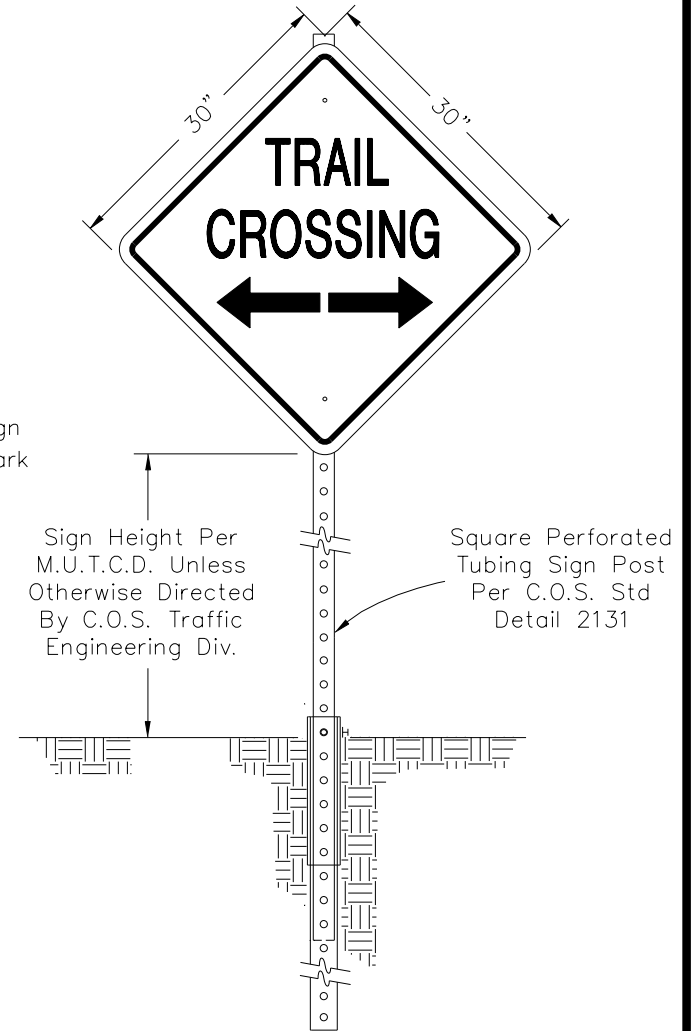 30"
30"
TRAIL
CROSSING
Sign Height Per
M.U.T.C.D. Unless
Otherwise Directed
By C.O.S. Traffic
Engineering Div.
Square Perforated
Tubing Sign Post
Per C.O.S. Std
Detail 2131